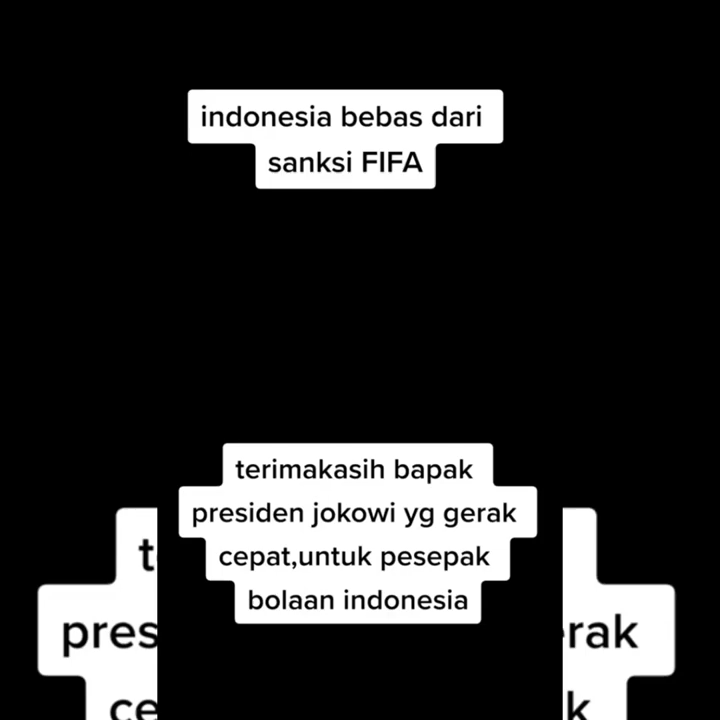 indonesia bebas dari
sanksi FIFA
terimakasih bapak
presiden jokowi yg gerak
cepat,untuk pesepak
bolaan indonesia